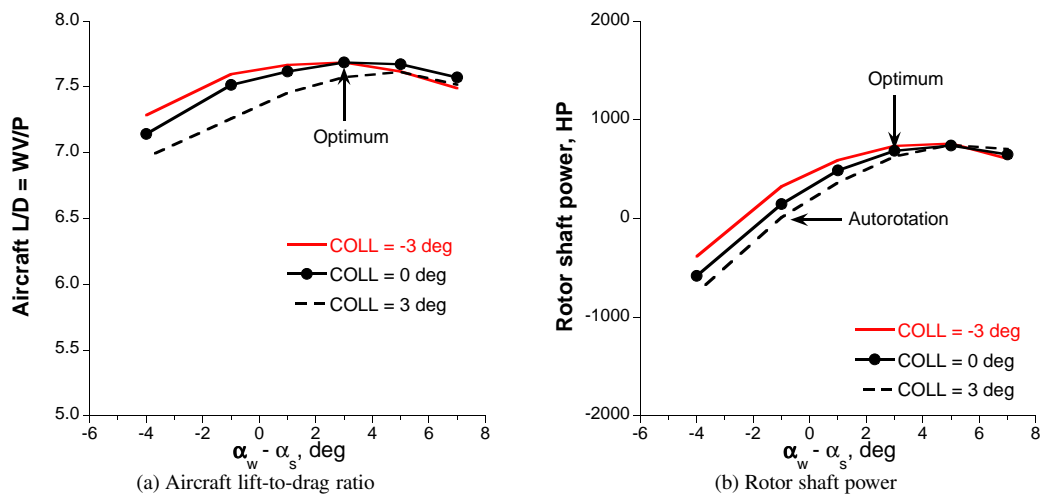 8.0
7.5
7.0
6.5
6.0
5.5
5.0
-6 -4 -2 0 2 4 6 8
Aircraft L/D = WV/P
αw - αs, deg
Optimum
COLL = -3 deg
COLL = 0 deg
COLL = 3 deg
(a) Aircraft lift-to-drag ratio
2000
1000
0
-1000
-2000
-6 -4 -2 0 2 4 6 8
Rotor shaft power, HP
αw - αs, deg
Optimum
Autorotation
COLL = -3 deg
COLL = 0 deg
COLL = 3 deg
(b) Rotor shaft power